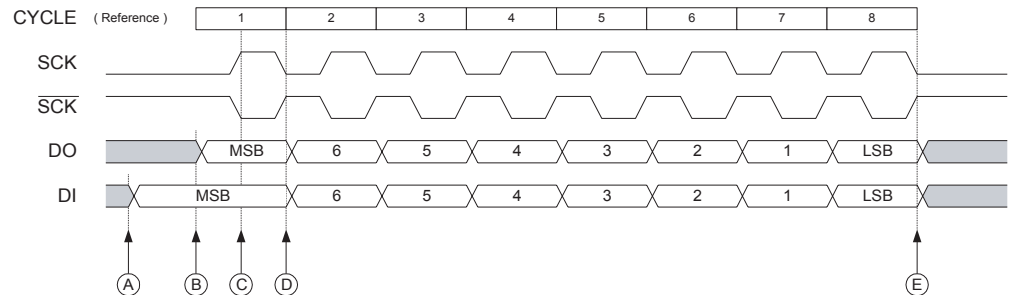 CYCLE ( Reference ) 1 2 3 4 5 6 7 8
SCK
SCK
DO MSB 6 5 4 3 2 1 LSB
DI MSB 6 5 4 3 2 1 LSB
A B C D E